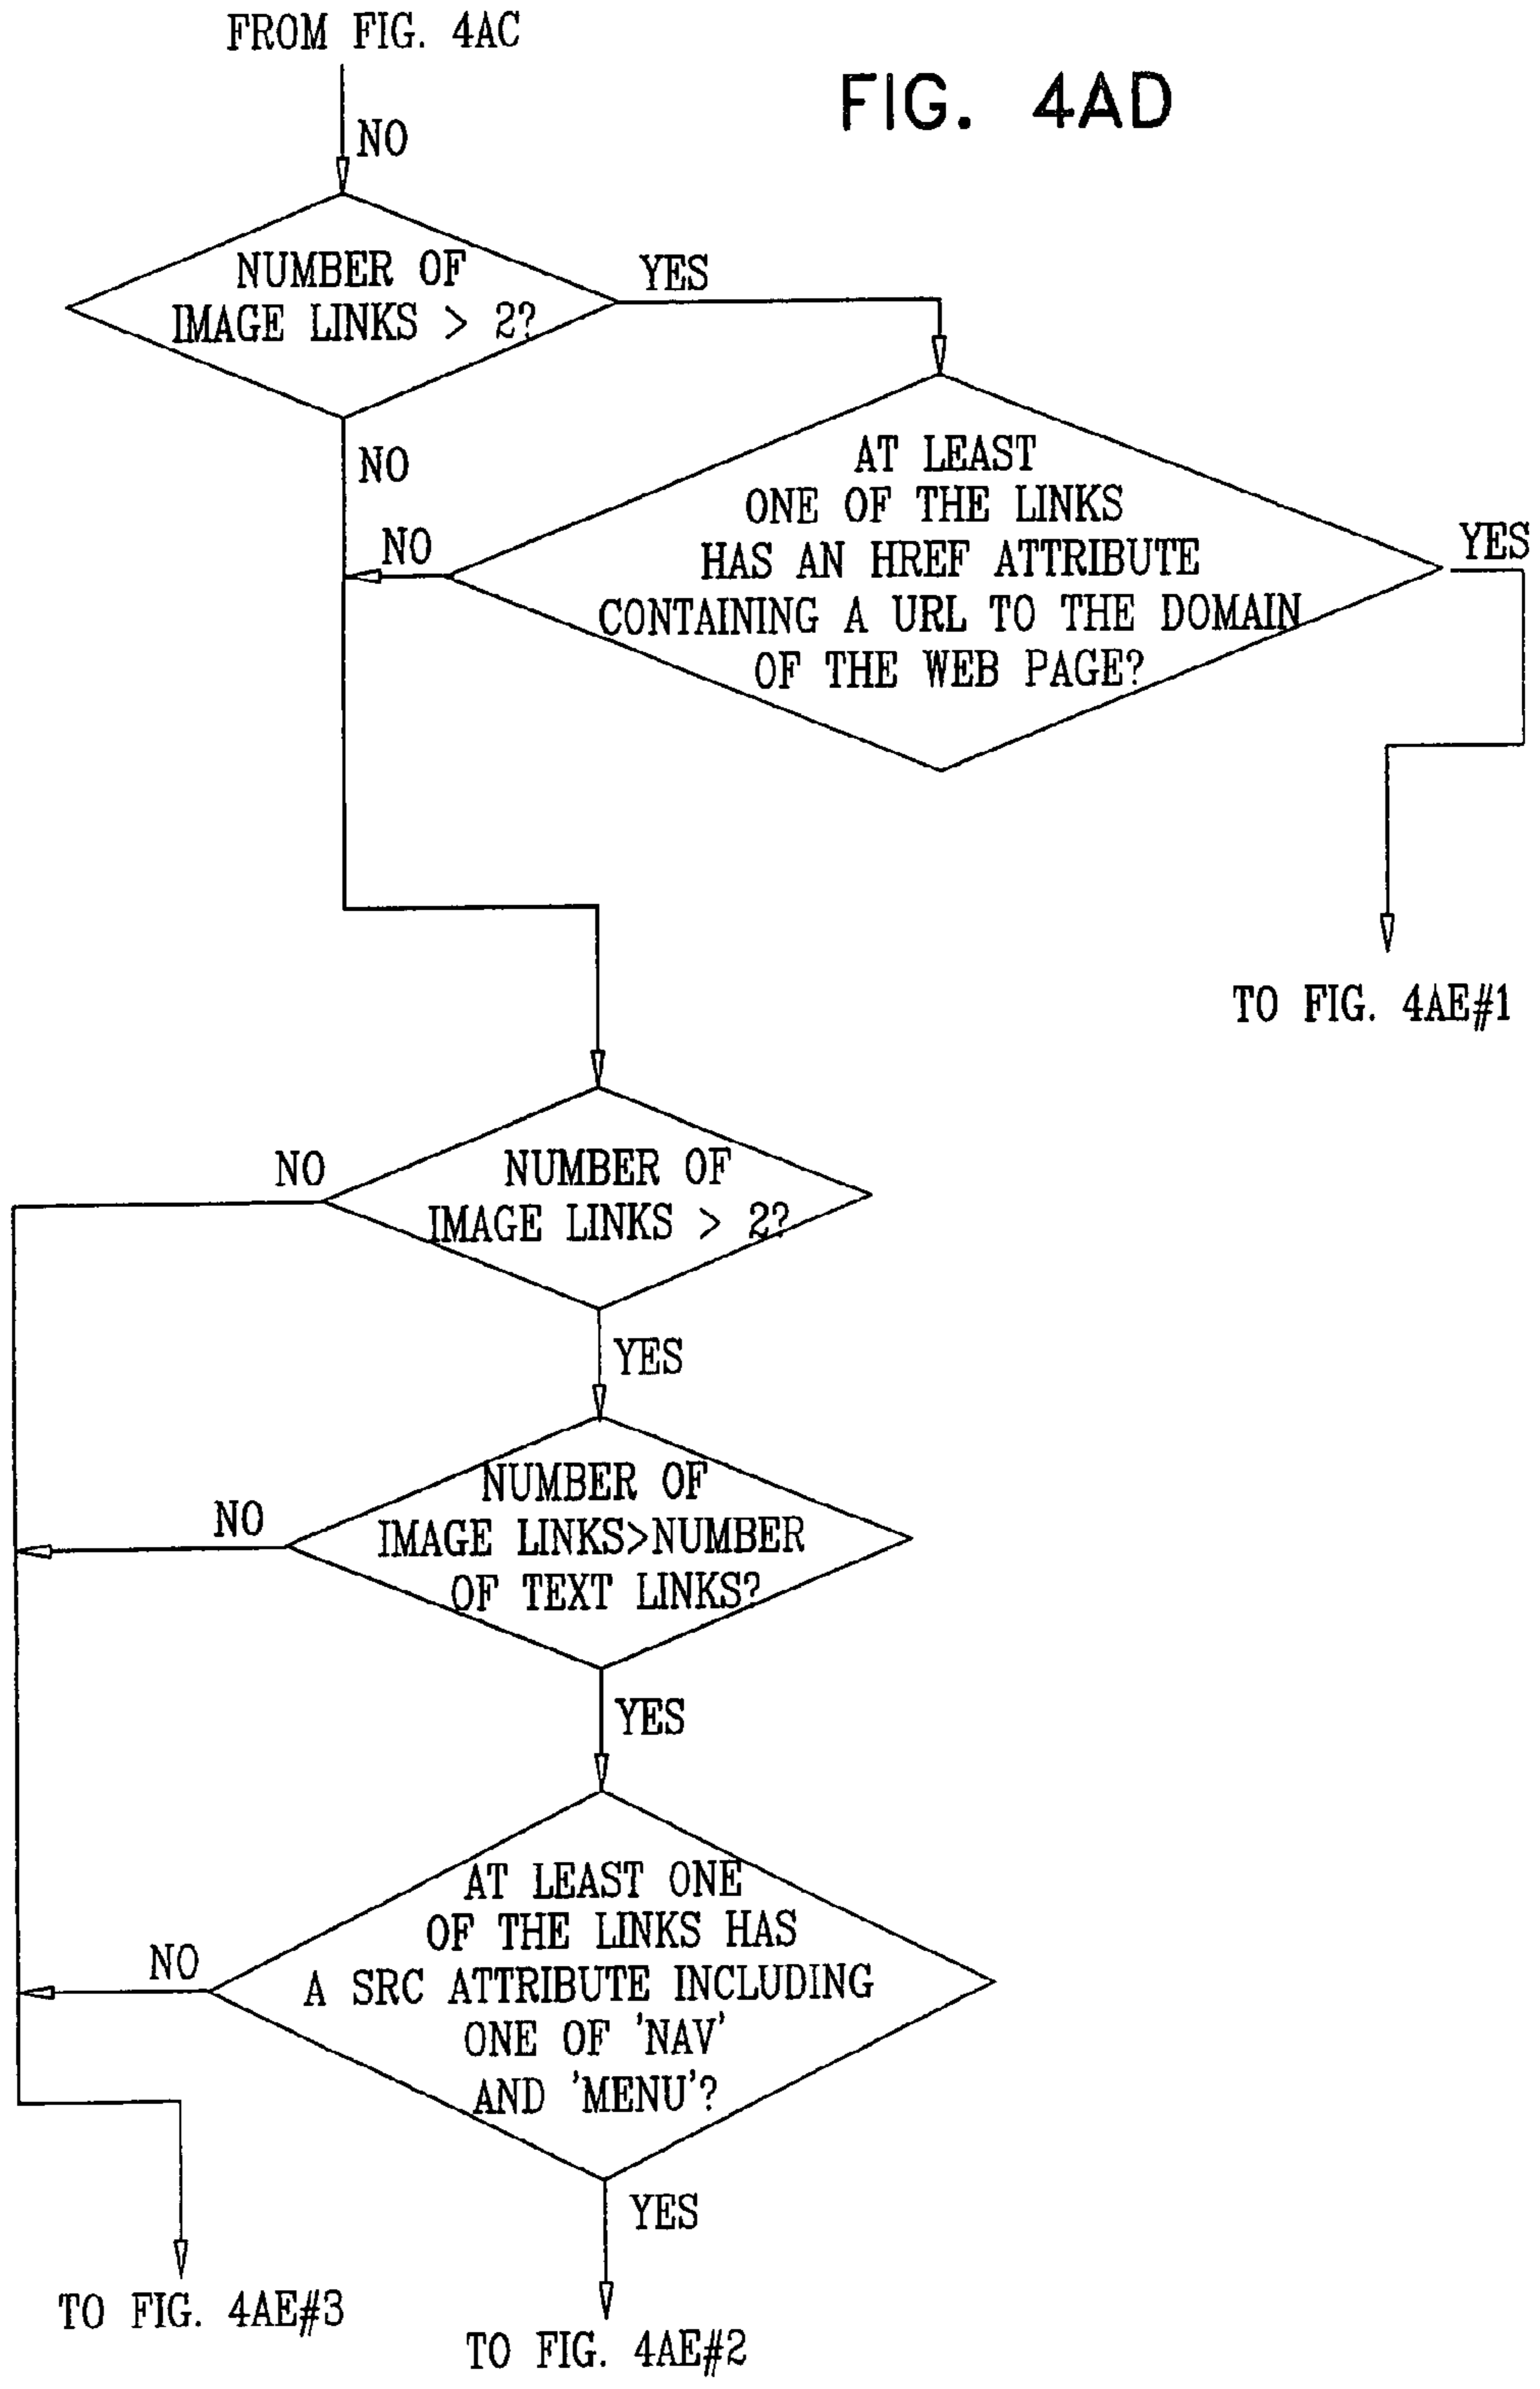 FROM FIG. 4AC
FIG. 4AD
NO
NUMBER OF
IMAGE LINKS > 2?
YES
NO
AT LEAST
ONE OF THE LINKS
HAS AN HREF ATTRIBUTE
CONTAINING A URL TO THE DOMAIN
OF THE WEB PAGE?
NO
YES
TO FIG. 4AE#1
NUMBER OF
IMAGE LINKS > 2?
NO
YES
NUMBER OF
IMAGE LINKS>NUMBER
OF TEXT LINKS?
NO
YES
AT LEAST ONE
OF THE LINKS HAS
A SRC ATTRIBUTE INCLUDING
ONE OF 'NAV'
AND 'MENU'?
NO
YES
TO FIG. 4AE#3
TO FIG. 4AE#2